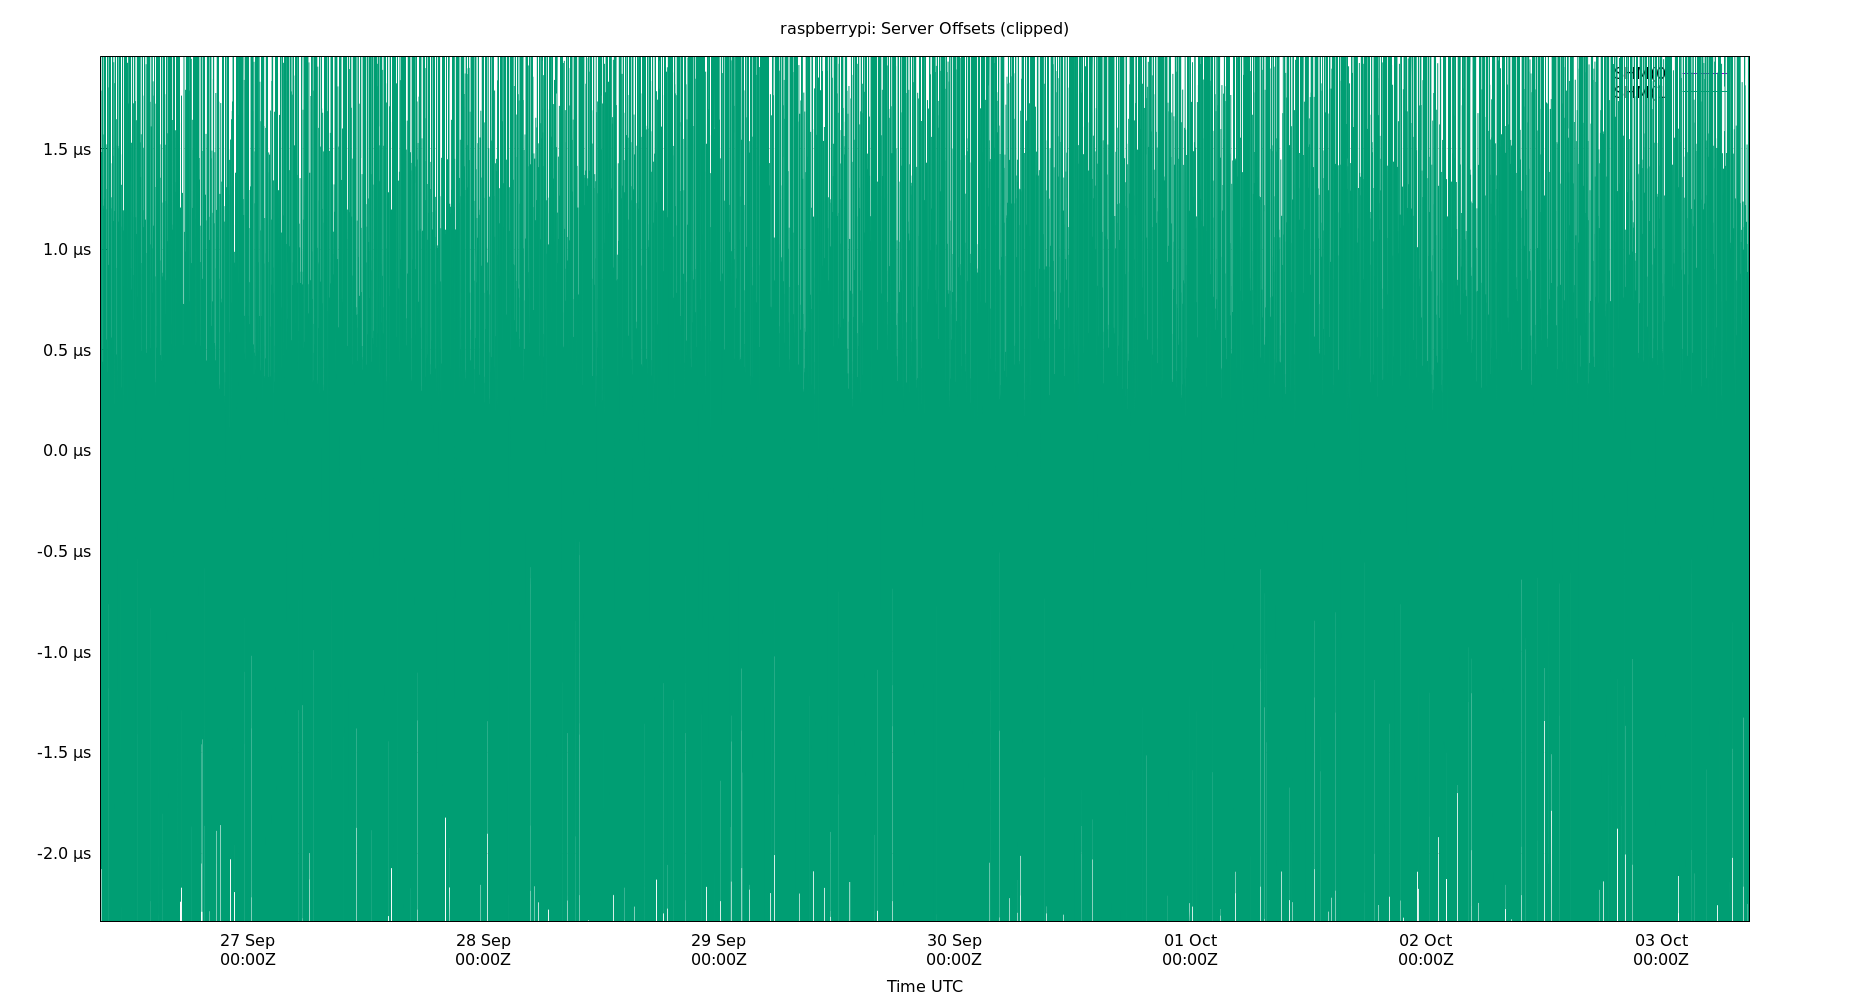 raspberrypi: Server Offsets (clipped)
1.5 µs
1.0 µs
0.5 µs
0.0 µs
-0.5 µs
-1.0 µs
-1.5 µs
-2.0 µs
27 Sep 28 Sep 29 Sep 30 Sep 01 Oct 02 Oct 03 Oct
00:00Z 00:00Z 00:00Z 00:00Z 00:00Z 00:00Z 00:00Z
Time UTC